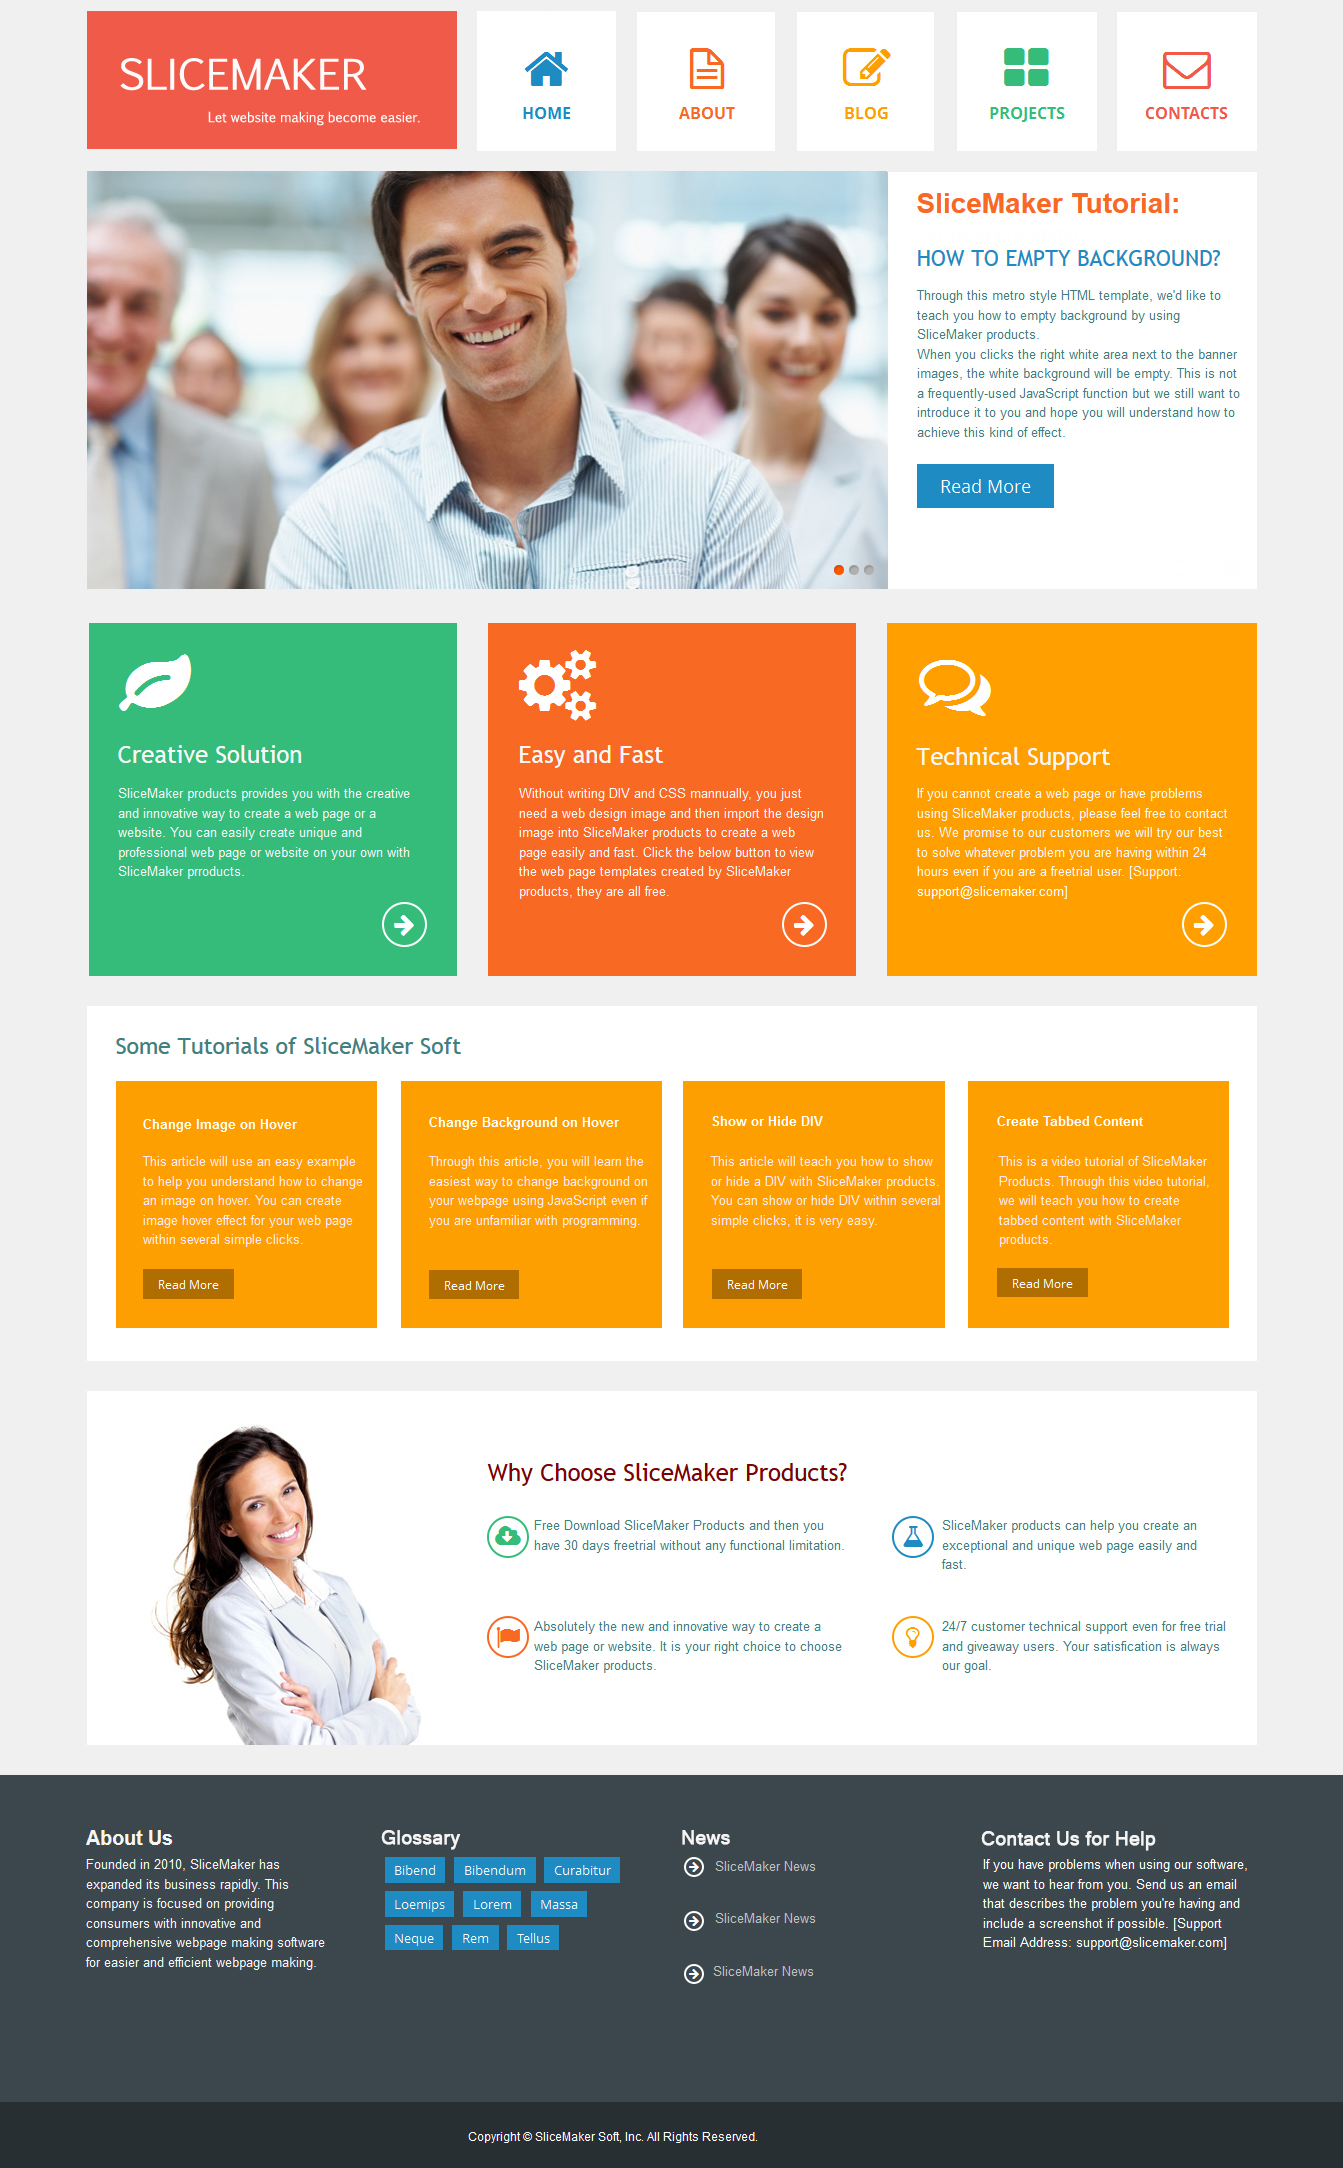 SLICEMAKER
Let website making become easier.
HOME
ABOUT
BLOG
PROJECTS
CONTACTS
SliceMaker Tutorial:
HOW TO EMPTY BACKGROUND?
Through this metro style HTML template, we'd like to
teach you how to empty background by using
SliceMaker products.
When you clicks the right white area next to the banner
images, the white background will be empty. This is not
a frequently-used JavaScript function but we still want to
introduce it to you and hope you will understand how to
achieve this kind of effect.
Read More
Creative Solution
SliceMaker products provides you with the creative
and innovative way to create a web page or a
website. You can easily create unique and
professional web page or website on your own with
SliceMaker prroducts.
Easy and Fast
Without writing DIV and CSS mannually, you just
need a web design image and then import the design
image into SliceMaker products to create a web
page easily and fast. Click the below button to view
the web page templates created by SliceMaker
products, they are all free.
Technical Support
If you cannot create a web page or have problems
using SliceMaker products, please feel free to contact
us. We promise to our customers we will try our best
to solve whatever problem you are having within 24
hours even if you are a freetrial user. [Support:
support@slicemaker.com]
Some Tutorials of SliceMaker Soft
Change Image on Hover
This article will use an easy example
to help you understand how to change
an image on hover. You can create
image hover effect for your web page
within several simple clicks.
Read More
Change Background on Hover
Through this article, you will learn the
easiest way to change background on
your webpage using JavaScript even if
you are unfamiliar with programming.
Read More
Show or Hide DIV
This article will teach you how to show
or hide a DIV with SliceMaker products.
You can show or hide DIV within several
simple clicks, it is very easy.
Read More
Create Tabbed Content
This is a video tutorial of SliceMaker
Products. Through this video tutorial,
we will teach you how to create
tabbed content with SliceMaker
products.
Read More
Why Choose SliceMaker Products?
Free Download SliceMaker Products and then you
have 30 days freetrial without any functional limitation.
SliceMaker products can help you create an
exceptional and unique web page easily and
fast.
Absolutely the new and innovative way to create a
web page or website. It is your right choice to choose
SliceMaker products.
24/7 customer technical support even for free trial
and giveaway users. Your satisfication is always
our goal.
About Us
Founded in 2010, SliceMaker has
expanded its business rapidly. This
company is focused on providing
consumers with innovative and
comprehensive webpage making software
for easier and efficient webpage making.
Glossary
Bibend Bibendum Curabitur
Loemips Lorem Massa
Neque Rem Tellus
News
SliceMaker News
SliceMaker News
SliceMaker News
Contact Us for Help
If you have problems when using our software,
we want to hear from you. Send us an email
that describes the problem you're having and
include a screenshot if possible. [Support
Email Address: support@slicemaker.com]
Copyright © SliceMaker Soft, Inc. All Rights Reserved.